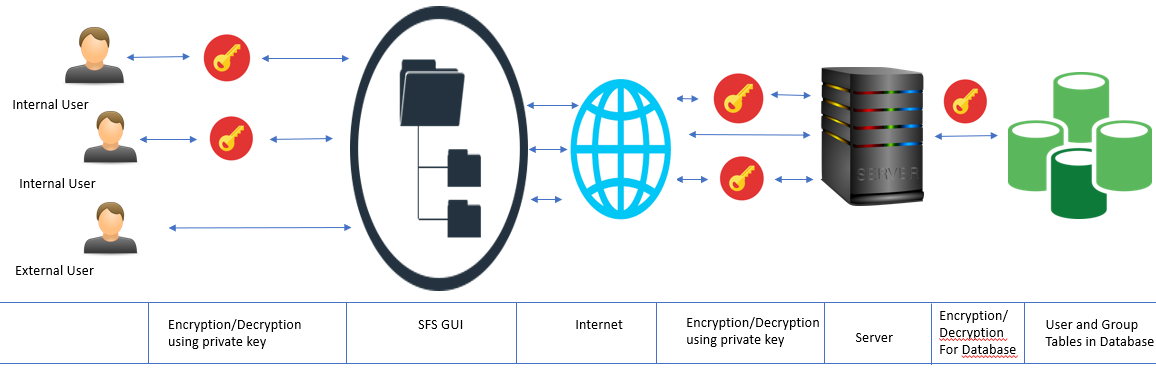 Internal User
Internal User
External User
SERVER
Encryption/Decryption
using private key
SFS GUI
Internet
Encryption/Decryption
using private key
Server
Encryption/
Decryption
For Database
User and Group
Tables in Database